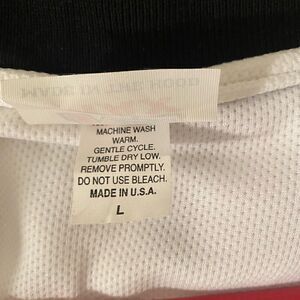 MACHINE WASH
WARM.
GENTLE CYCLE.
TUMBLE DRY LOW.
REMOVE PROMPTLY.
DO NOT USE BLEACH.
MADE IN U.S.A.
L